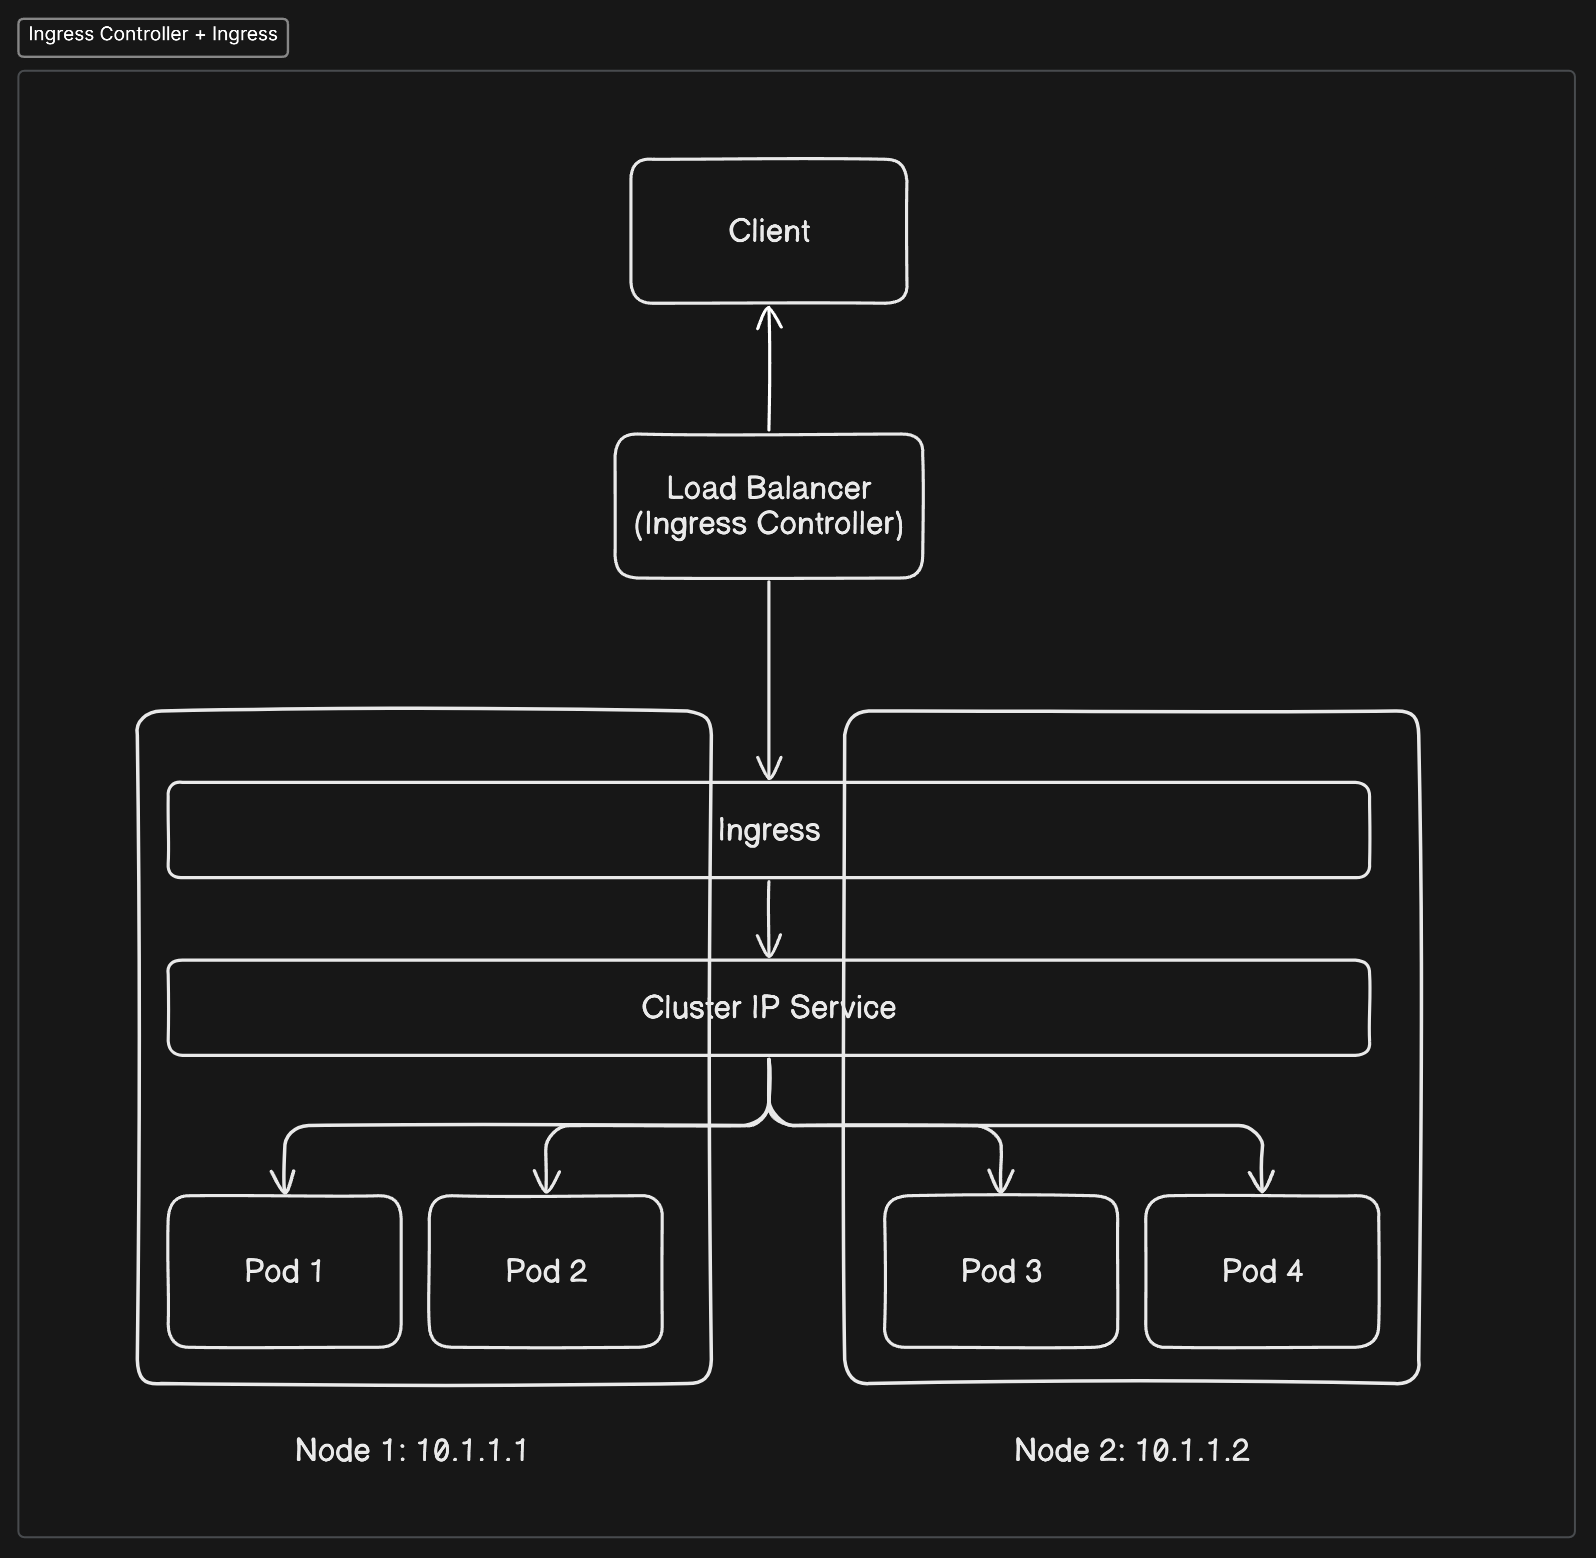 Ingress Controller + Ingress
Client
Load Balancer
(Ingress Controller)
Ingress
Cluster IP Service
Pod 1
Pod 2
Pod 3
Pod 4
Node 1: 10.1.1.1
Node 2: 10.1.1.2